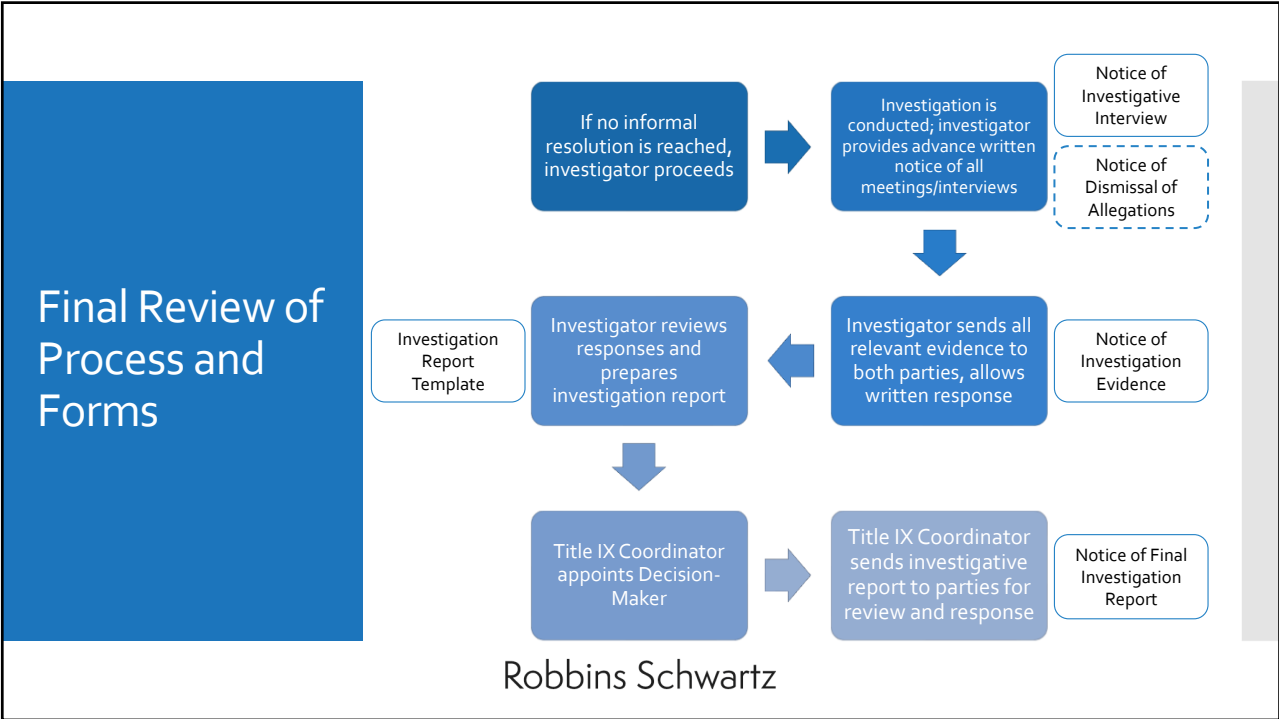 Final Review of
Process and
Forms
If no informal
resolution is reached,
investigator proceeds
Investigation is
conducted; investigator
provides advance written
notice of all
meetings/interviews
Notice of
Investigative
Interview
Notice of
Dismissal of
Allegations
Investigator sends all
relevant evidence to
both parties, allows
written response
Notice of
Investigation
Evidence
Investigator reviews
responses and
prepares
investigation report
Investigation
Report
Template
Title IX Coordinator
appoints Decision-
Maker
Title IX Coordinator
sends investigative
report to parties for
review and response
Notice of Final
Investigation
Report
Robbins Schwartz